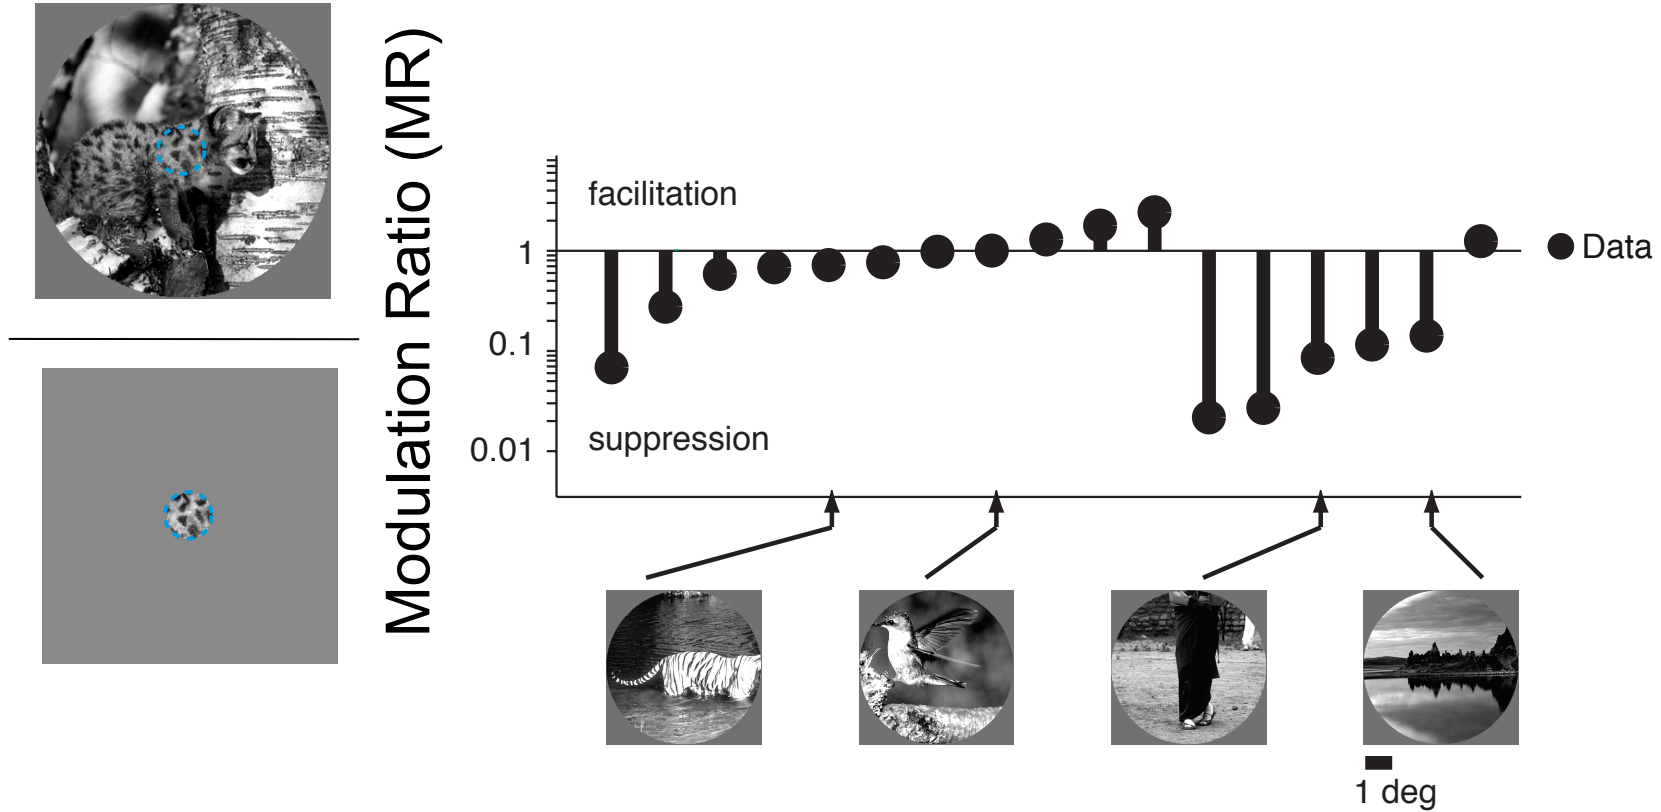 Modulation Ratio (MR)
facilitation
1
Data
0.1
suppression
0.01
1 deg